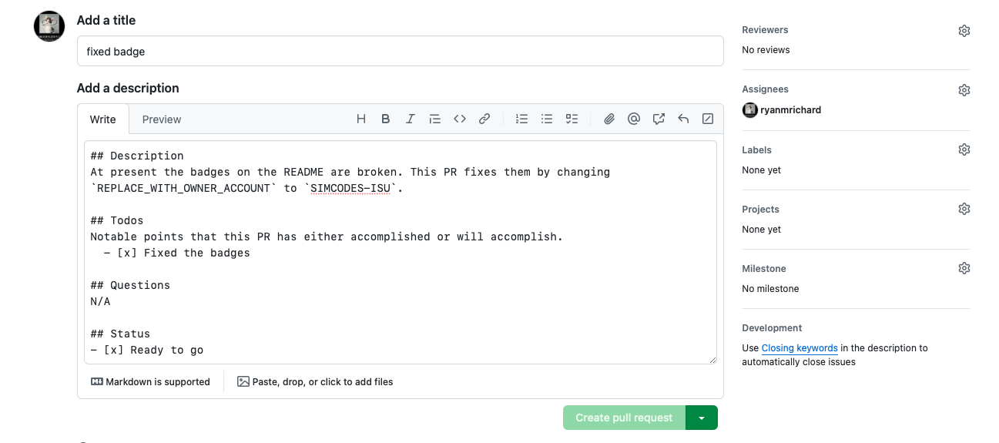 Add a title
fixed badge
Add a description
Write Preview
## Description
At present the badges on the README are broken. This PR fixes them by changing
`REPLACE_WITH_OWNER_ACCOUNT` to `SIMCODES-ISU`.
## Todos
Notable points that this PR has either accomplished or will accomplish.
- [x] Fixed the badges
## Questions
N/A
## Status
- [x] Ready to go
Markdown is supported
Paste, drop, or click to add files
Create pull request
Reviewers
No reviews
Assignees
ryanmrichard
Labels
None yet
Projects
None yet
Milestone
No milestone
Development
Use Closing keywords in the description to
automatically close issues